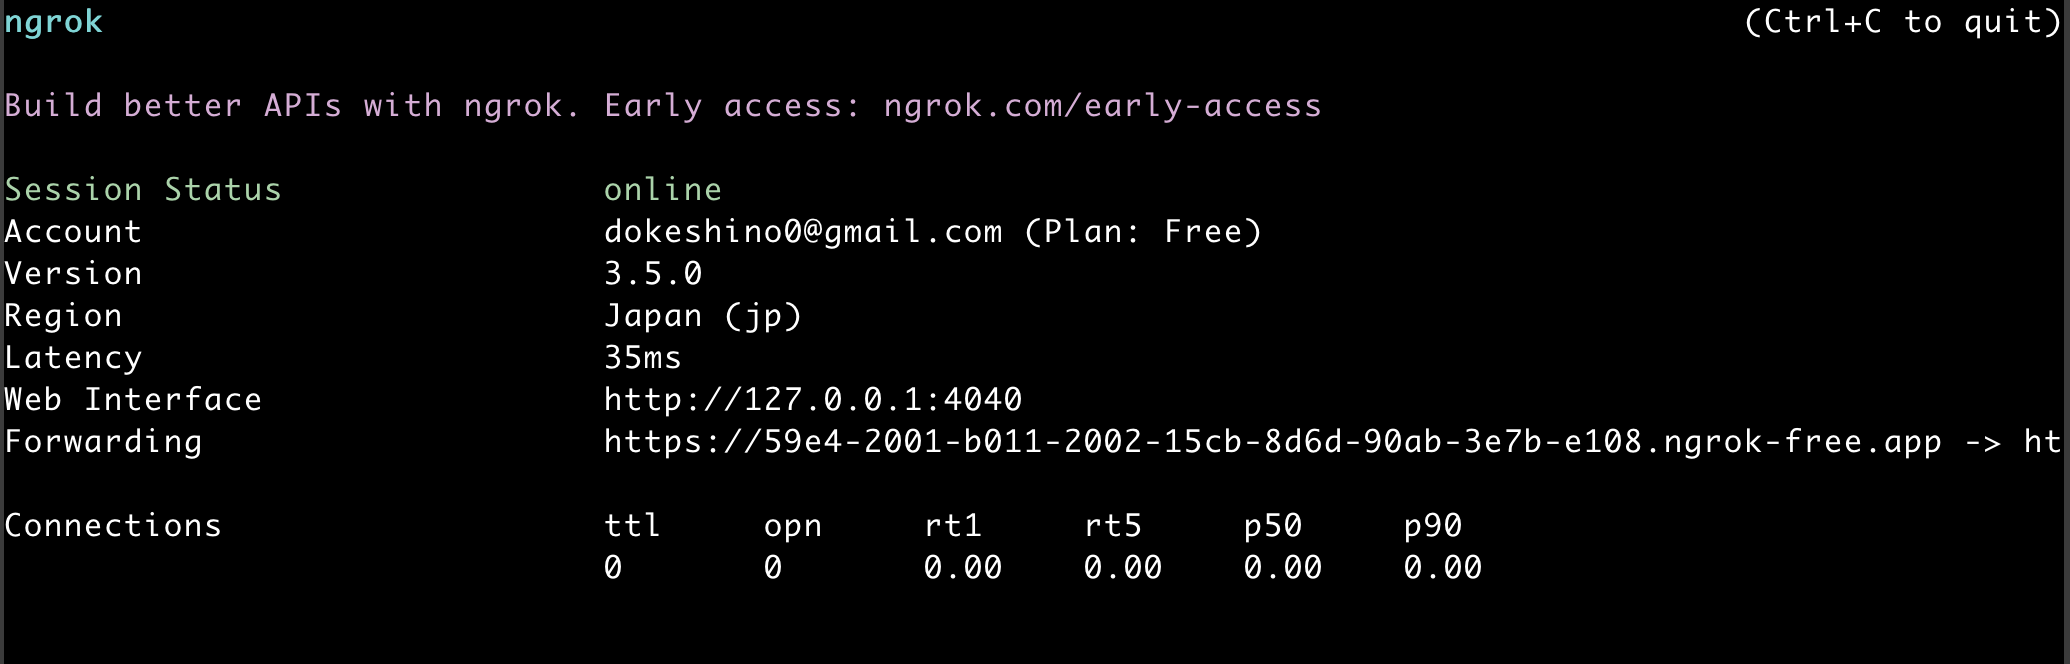 ngrok (Ctrl+C to quit)
Build better APIs with ngrok. Early access: ngrok.com/early-access
Session Status online
Account dokeshino0@gmail.com (Plan: Free)
Version 3.5.0
Region Japan (jp)
Latency 35ms
Web Interface http://127.0.0.1:4040
Forwarding https://59e4-2001-b011-2002-15cb-8d6d-90ab-3e7b-e108.ngrok-free.app -> ht
Connections ttl opn rt1 rt5 p50 p90
0 0 0.00 0.00 0.00 0.00